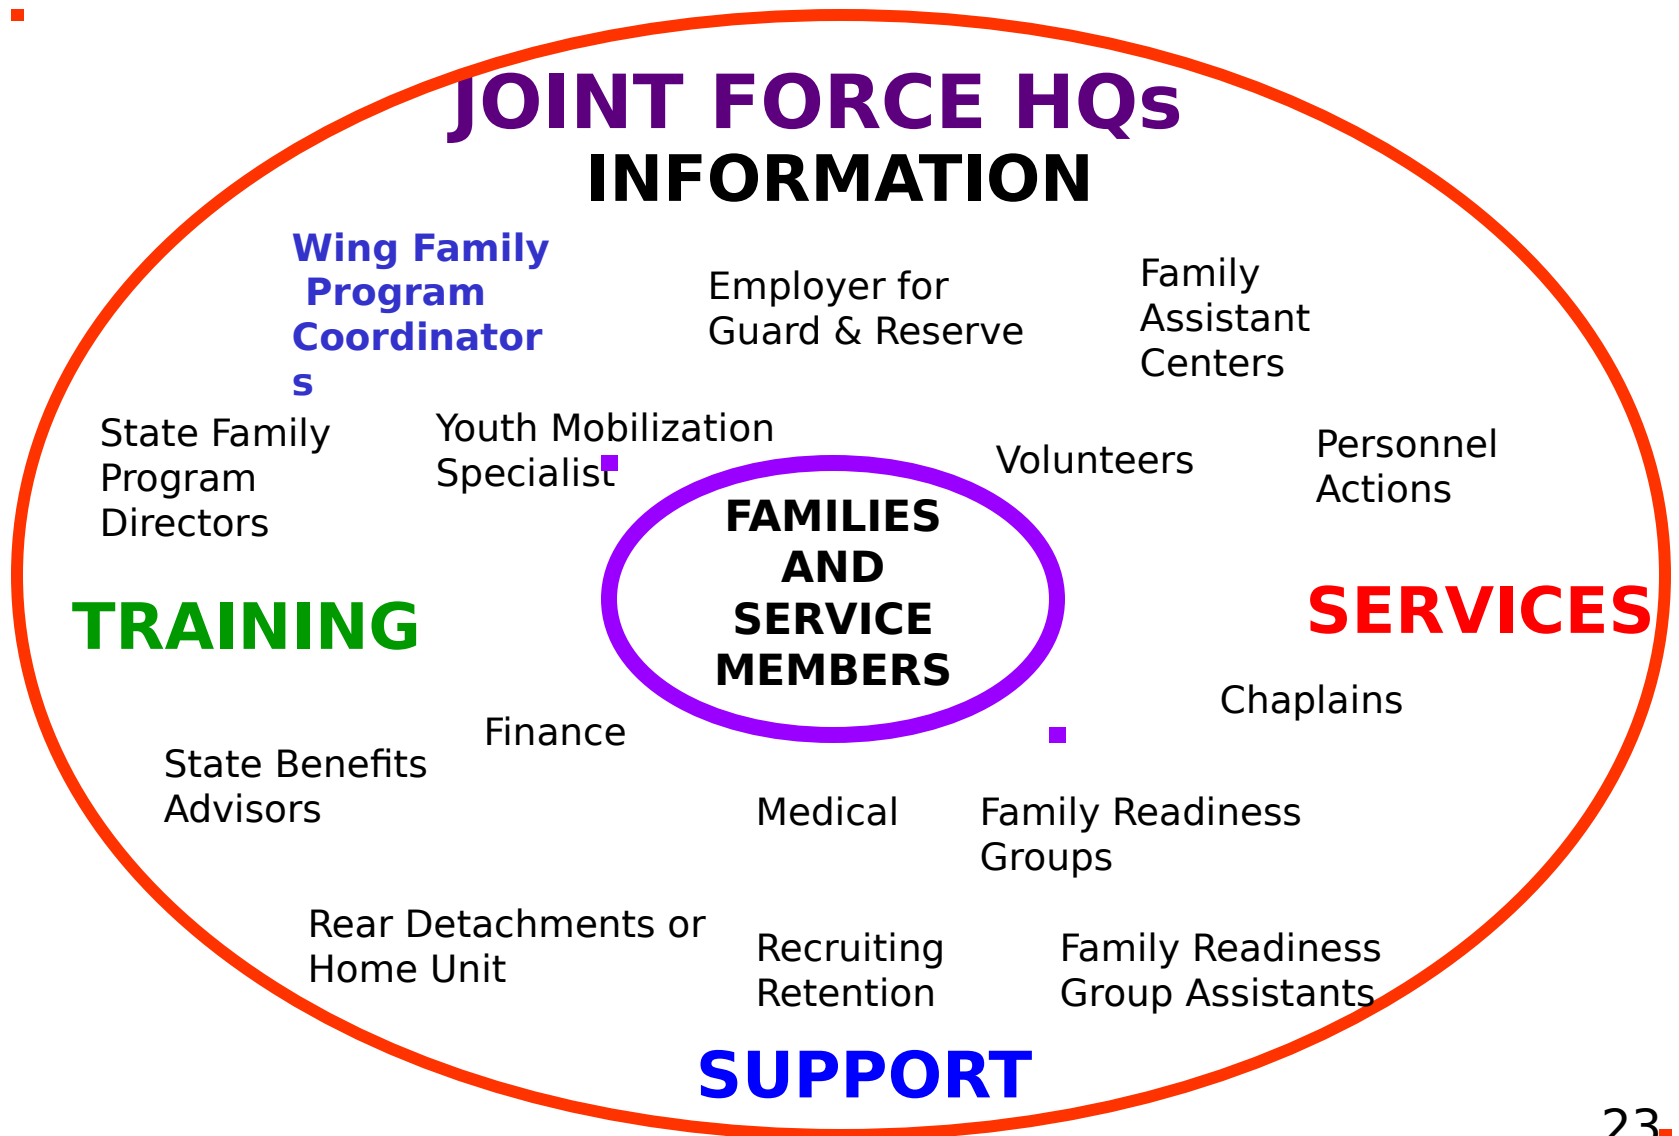 JOINT FORCE HQs
INFORMATION
Wing Family
Program
Coordinator
s
Employer for
Guard & Reserve
Family
Assistant
Centers
State Family
Program
Directors
Youth Mobilization
Specialist
Volunteers
Personnel
Actions
FAMILIES
AND
SERVICE
MEMBERS
TRAINING
SERVICES
Chaplains
Finance
State Benefits
Advisors
Medical
Family Readiness
Groups
Rear Detachments or
Home Unit
Recruiting
Retention
Family Readiness
Group Assistants
SUPPORT
23